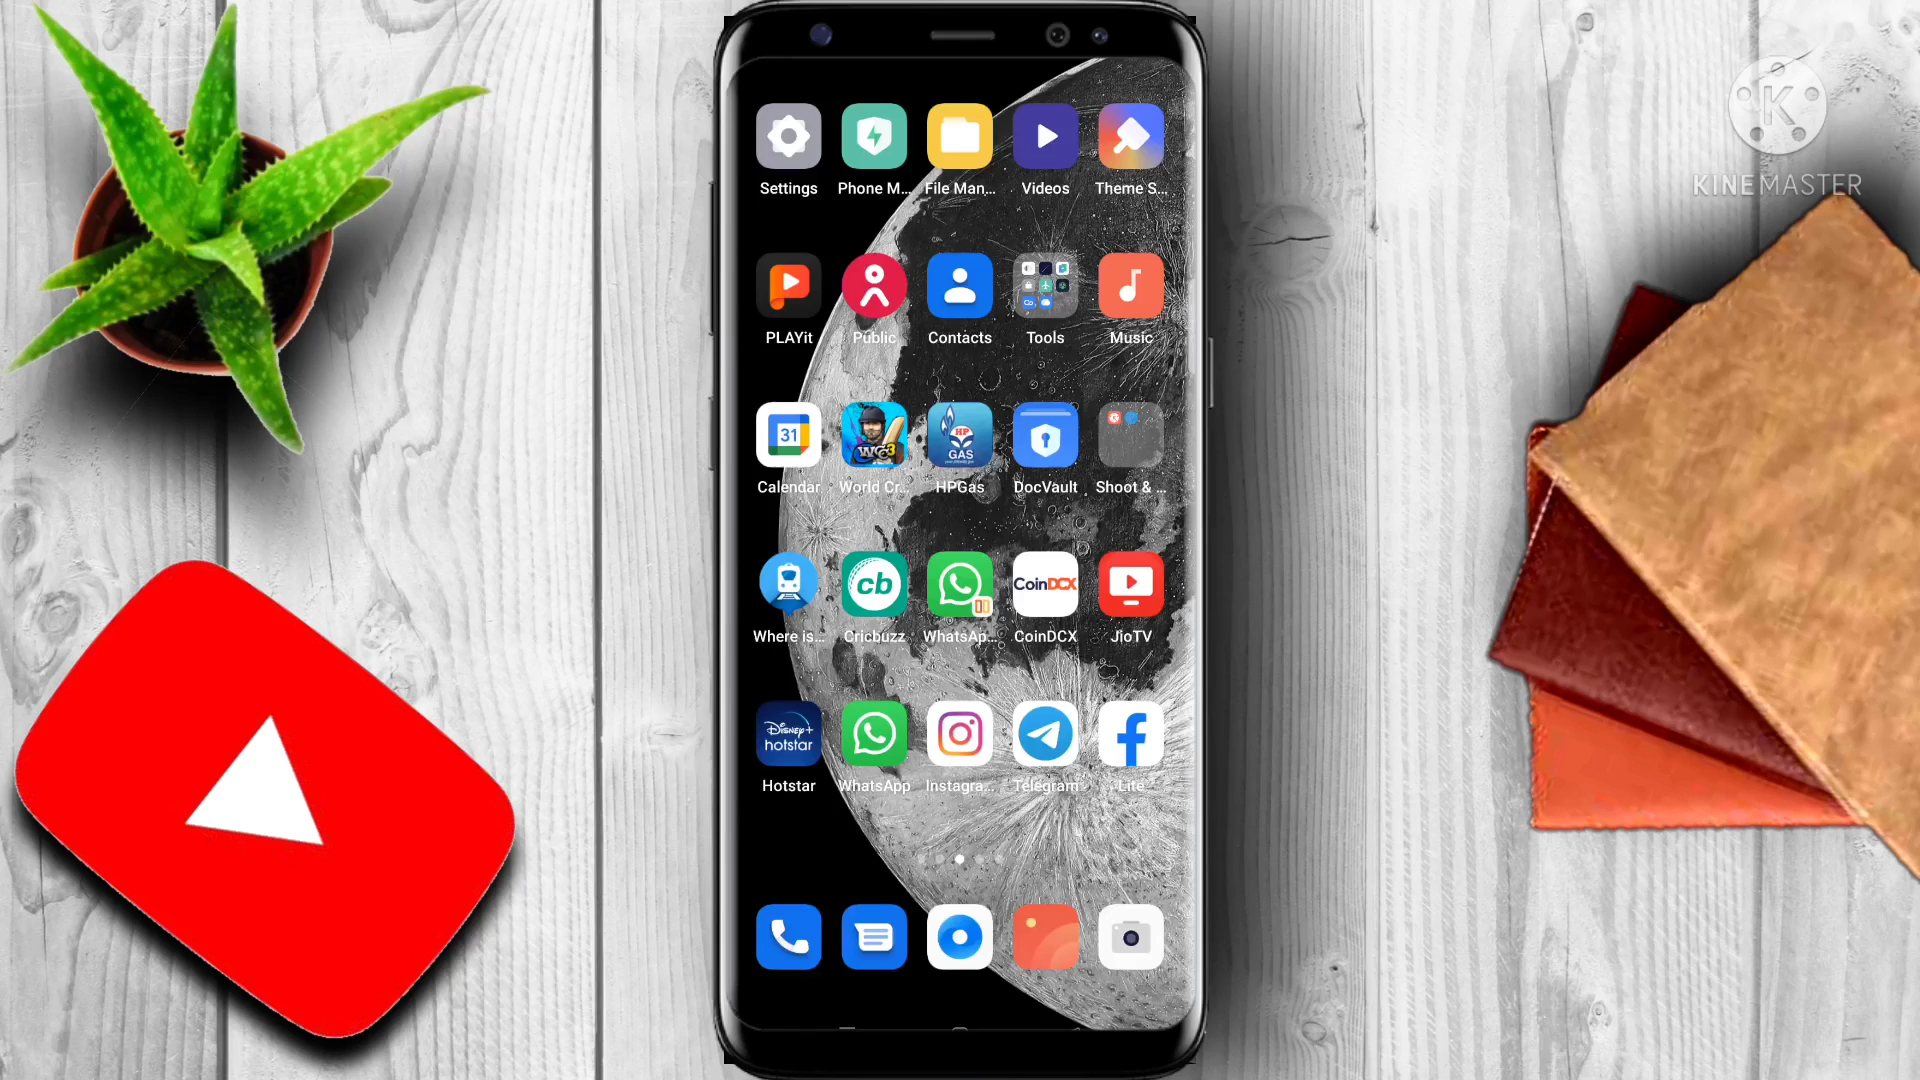 KINEMASTER
Settings
Phone M...
File Man...
Videos
Theme S...
PLAYit
Public
Contacts
Tools
Music
31
WCC3
HP
GAS
Calendar
World Cr...
HPGas
DocVault
Shoot & ...
cb
CoinDCX
Where is...
Cricbuzz
WhatsAp...
CoinDCX
JioTV
Disney+
hotstar
Hotstar
WhatsApp
Instagra...
Telegram
Lite